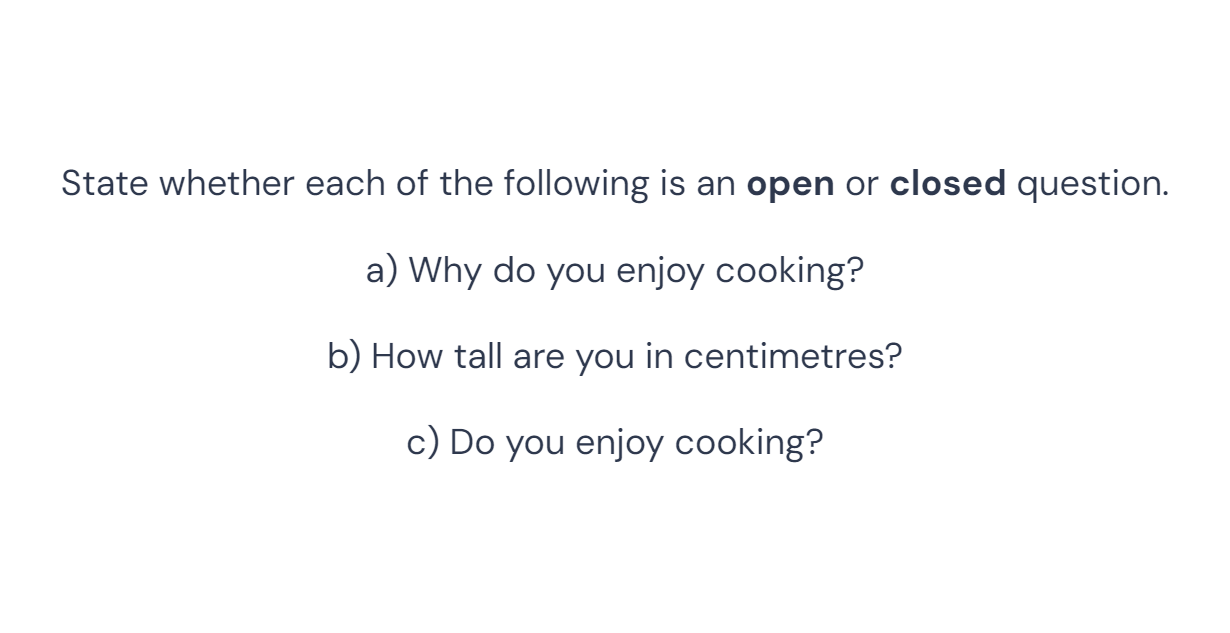 State whether each of the following is an open or closed question.
a) Why do you enjoy cooking?
b) How tall are you in centimetres?
c) Do you enjoy cooking?